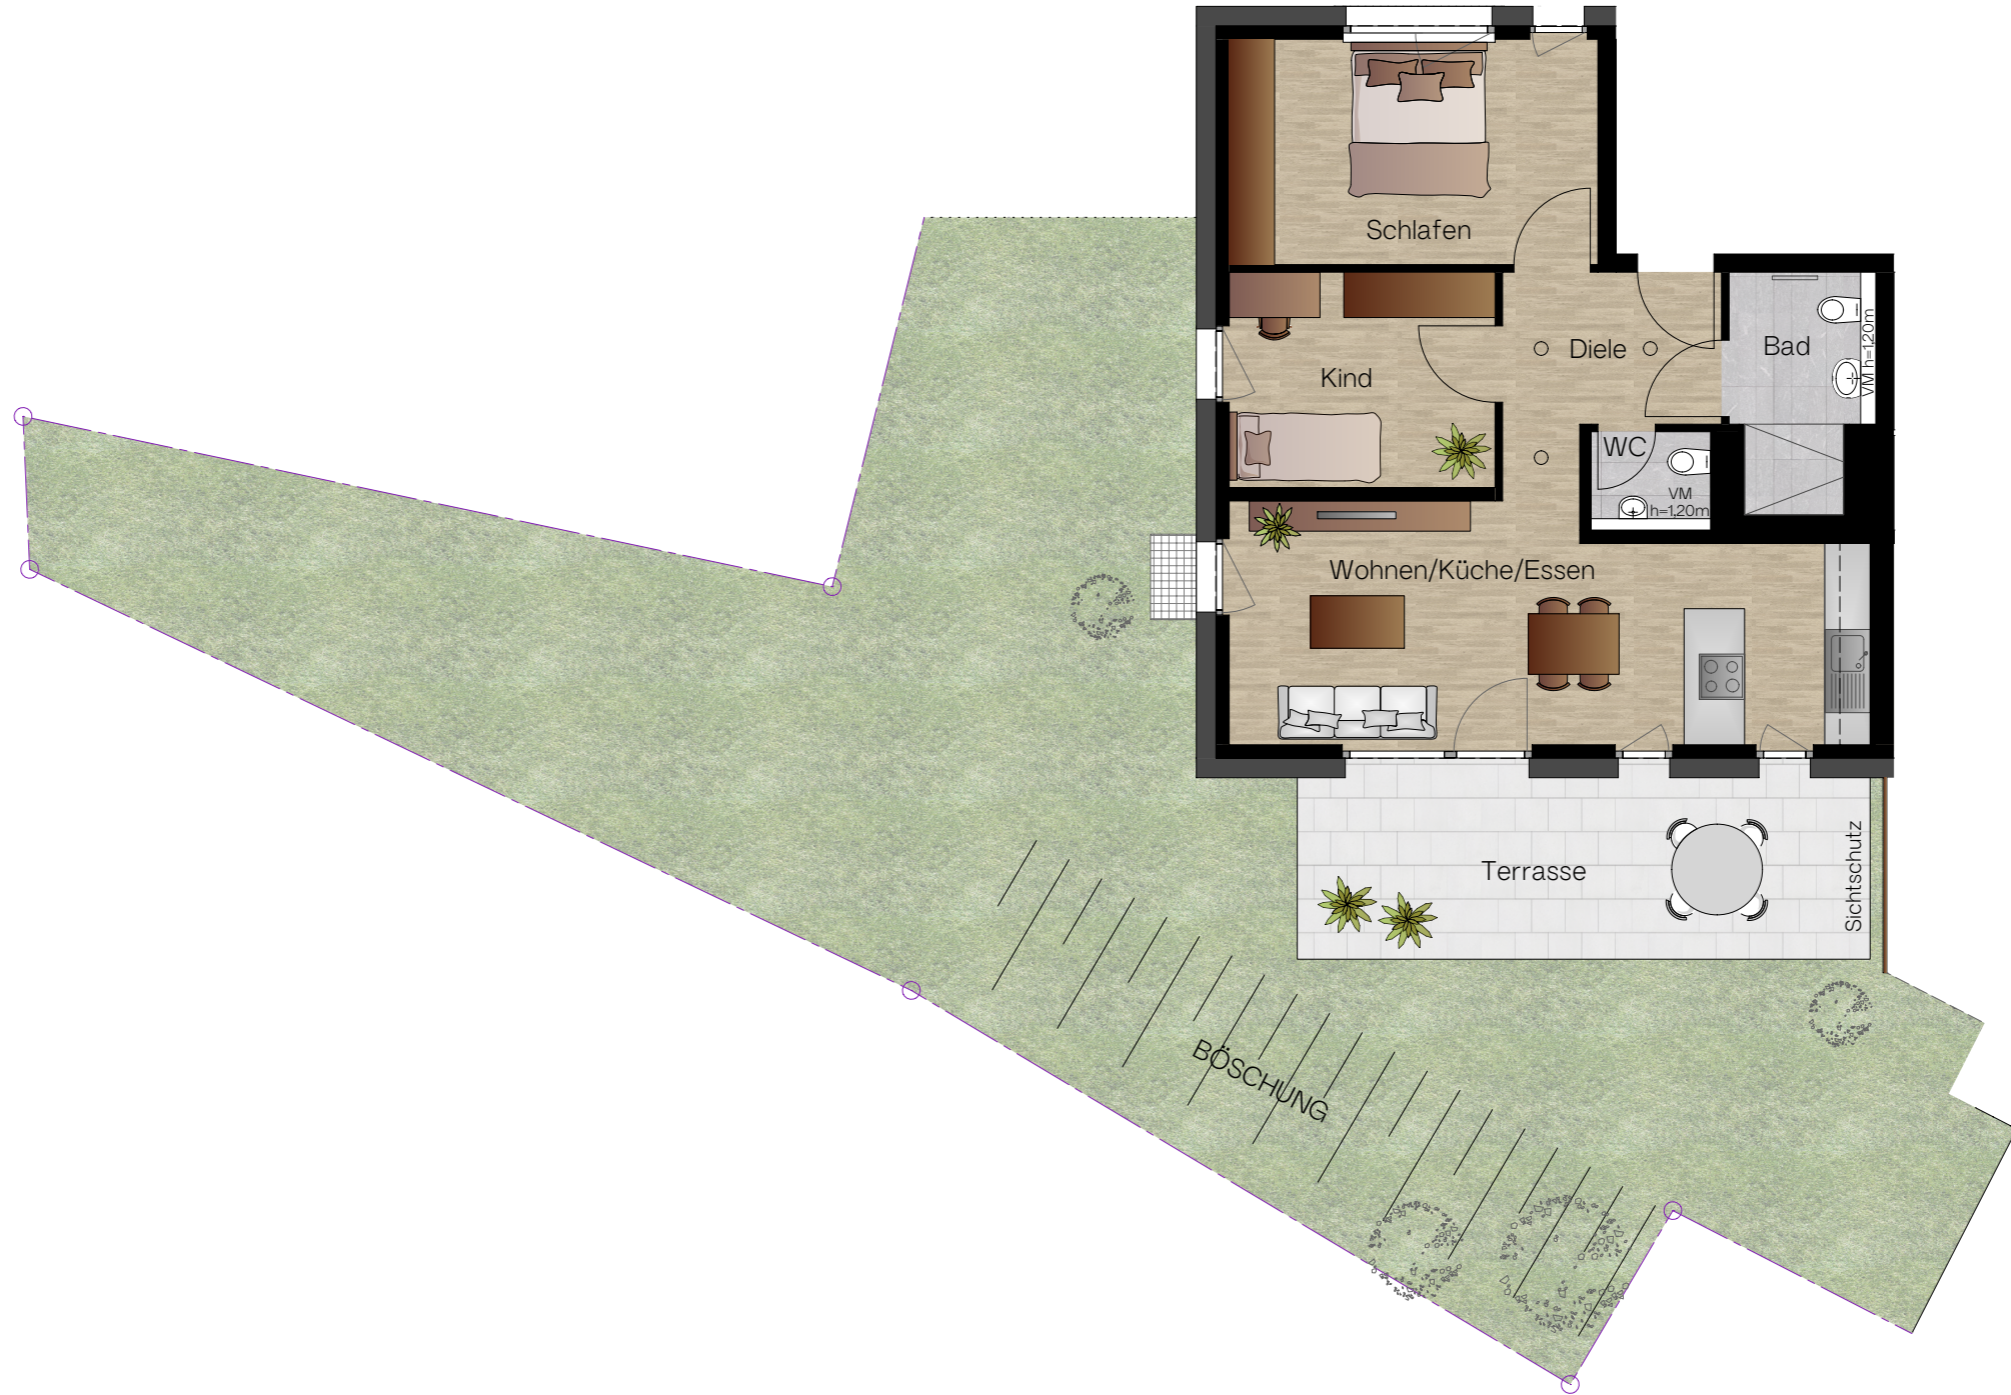 Schlafen
Kind
Diele
Bad
VM h=1,20m
WC
VM
h=1,20m
Wohnen/Küche/Essen
Terrasse
Sichtschutz
BÖSCHUNG